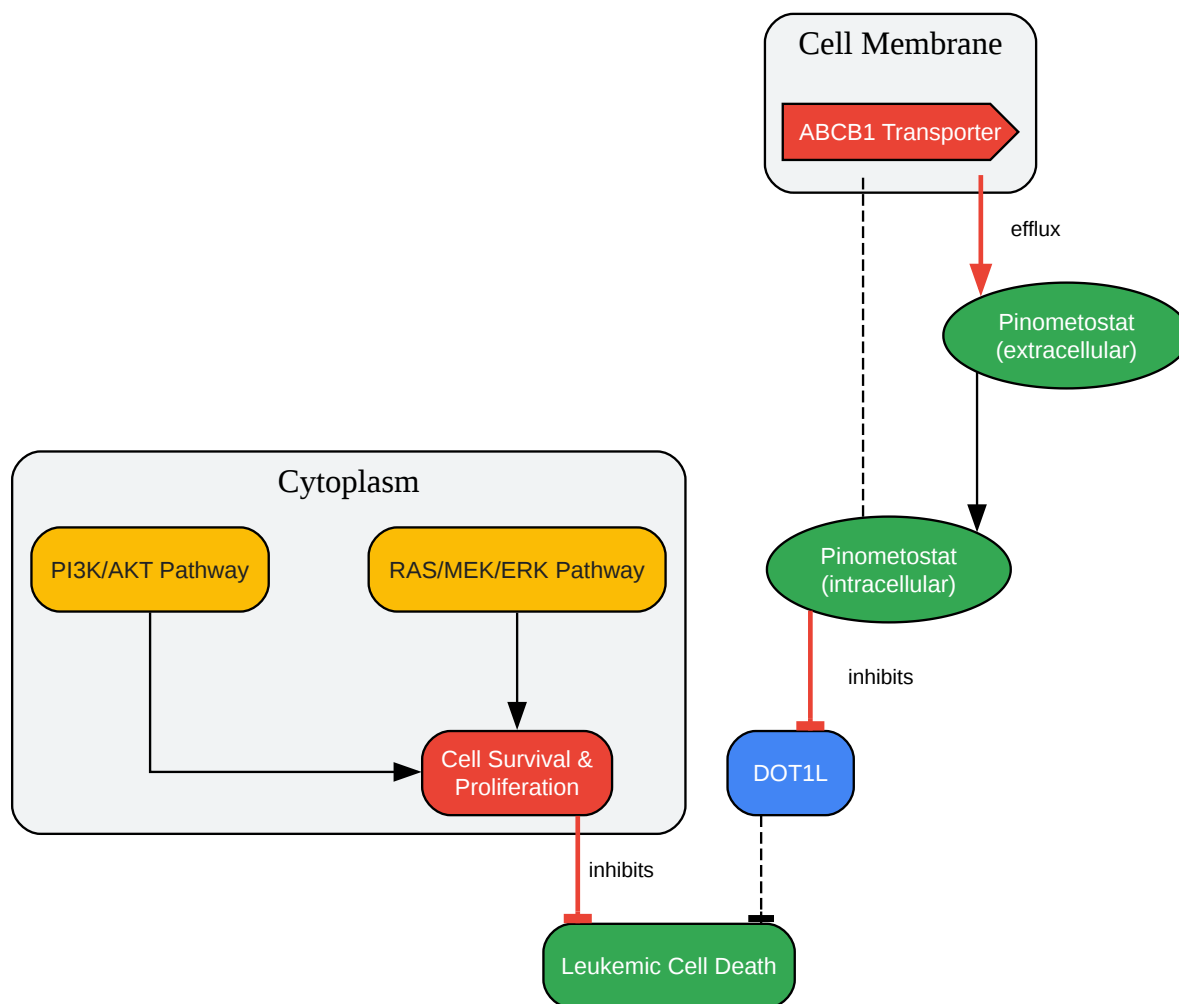 Cell Membrane
ABCB1 Transporter
efflux
Pinometostat
(extracellular)
Cytoplasm
PI3K/AKT Pathway
RAS/MEK/ERK Pathway
Pinometostat
(intracellular)
inhibits
Cell Survival &
Proliferation
DOT1L
inhibits
Leukemic Cell Death